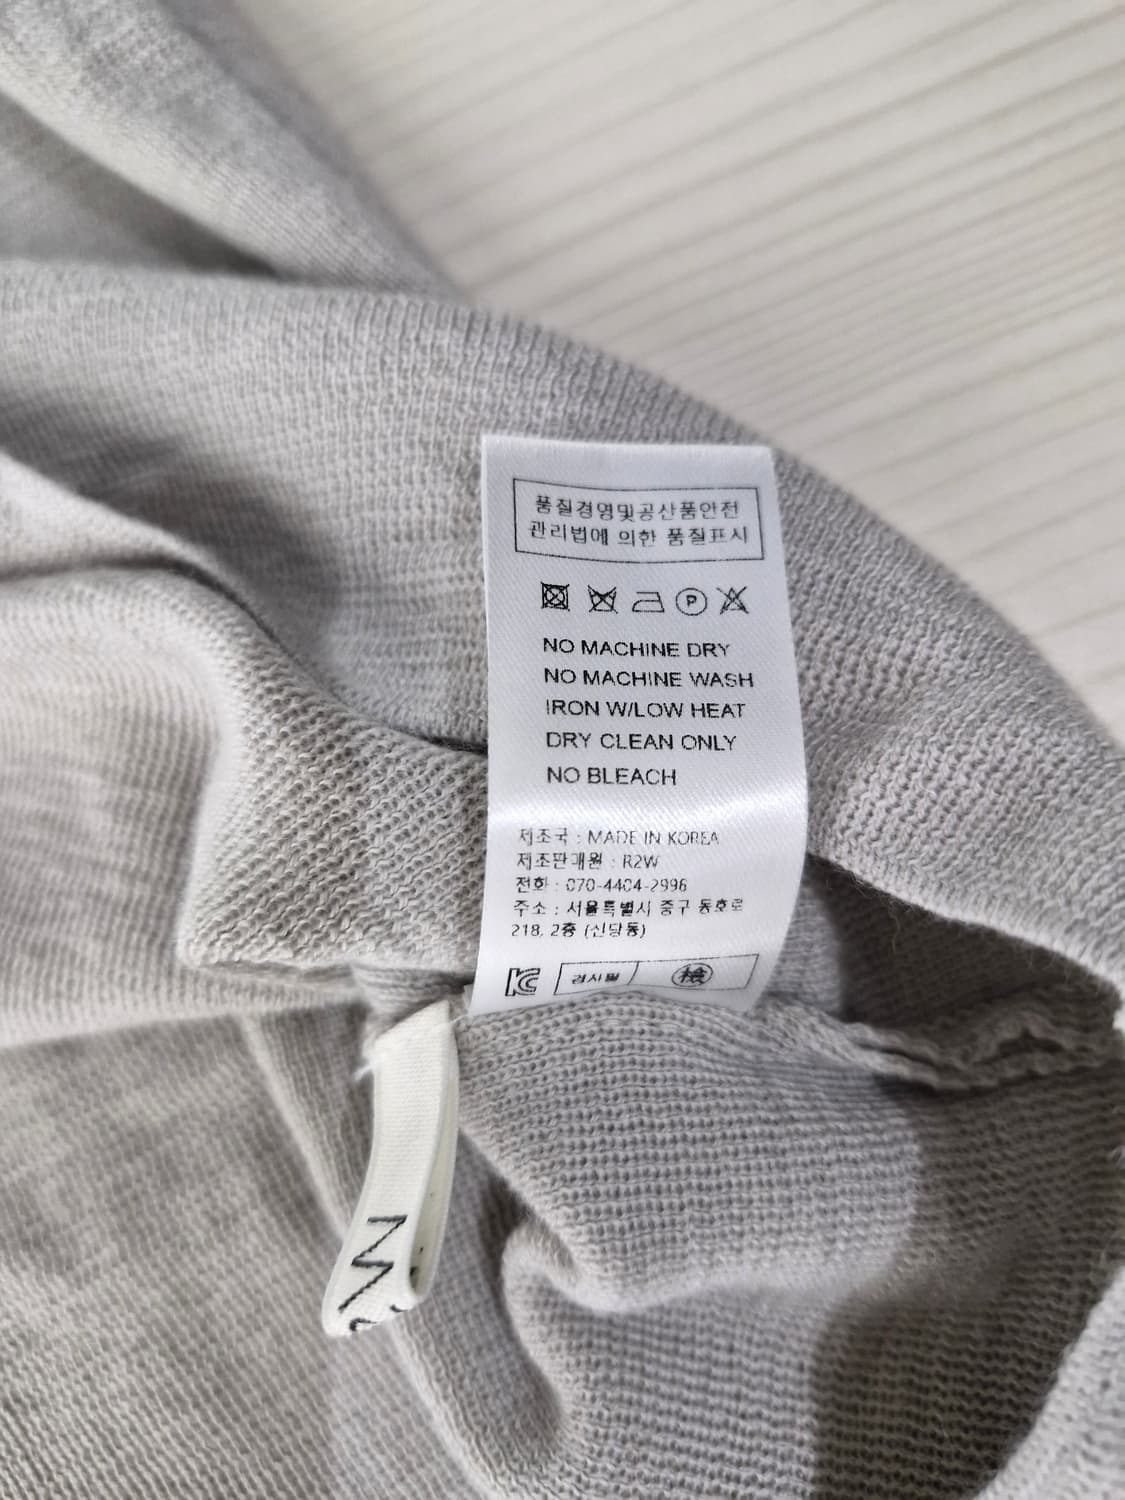 품질경영및공산품안전
관리법에 의한 품질표시
P
NO MACHINE DRY
NO MACHINE WASH
IRON W/LOW HEAT
DRY CLEAN ONLY
NO BLEACH
제조국 : MADE IN KOREA
제조판매원 : R2W
전화 : 070-4404-2996
주소 : 서울특별시 중구 동호로
218, 2층 (신당동)
KC 검사필 檢